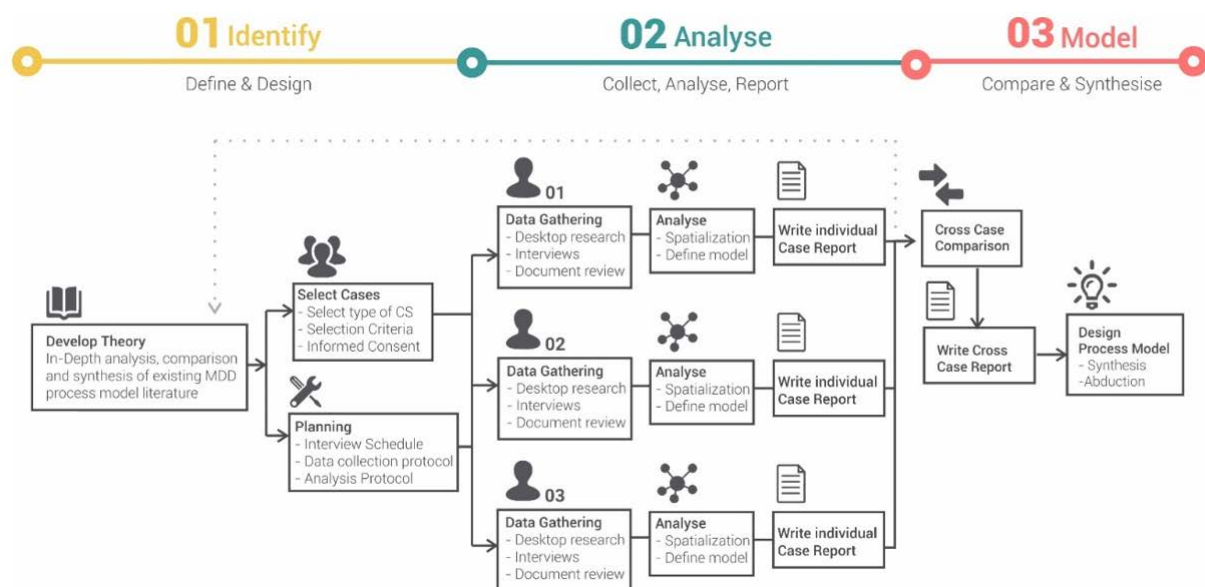 01 Identify
Define & Design
02 Analyse
Collect, Analyse, Report
03 Model
Compare & Synthesise
Develop Theory
In-Depth analysis, comparison
and synthesis of existing MDD
process model literature
Select Cases
- Select type of CS
- Selection Criteria
- Informed Consent
Planning
- Interview Schedule
- Data collection protocol
- Analysis Protocol
01
Data Gathering
- Desktop research
- Interviews
- Document review
Analyse
- Spatialization
- Define model
Write individual
Case Report
02
Data Gathering
- Desktop research
- Interviews
- Document review
Analyse
- Spatialization
- Define model
Write individual
Case Report
03
Data Gathering
- Desktop research
- Interviews
- Document review
Analyse
- Spatialization
- Define model
Write individual
Case Report
Cross Case
Comparison
Write Cross
Case Report
Design
Process Model
- Synthesis
-Abduction